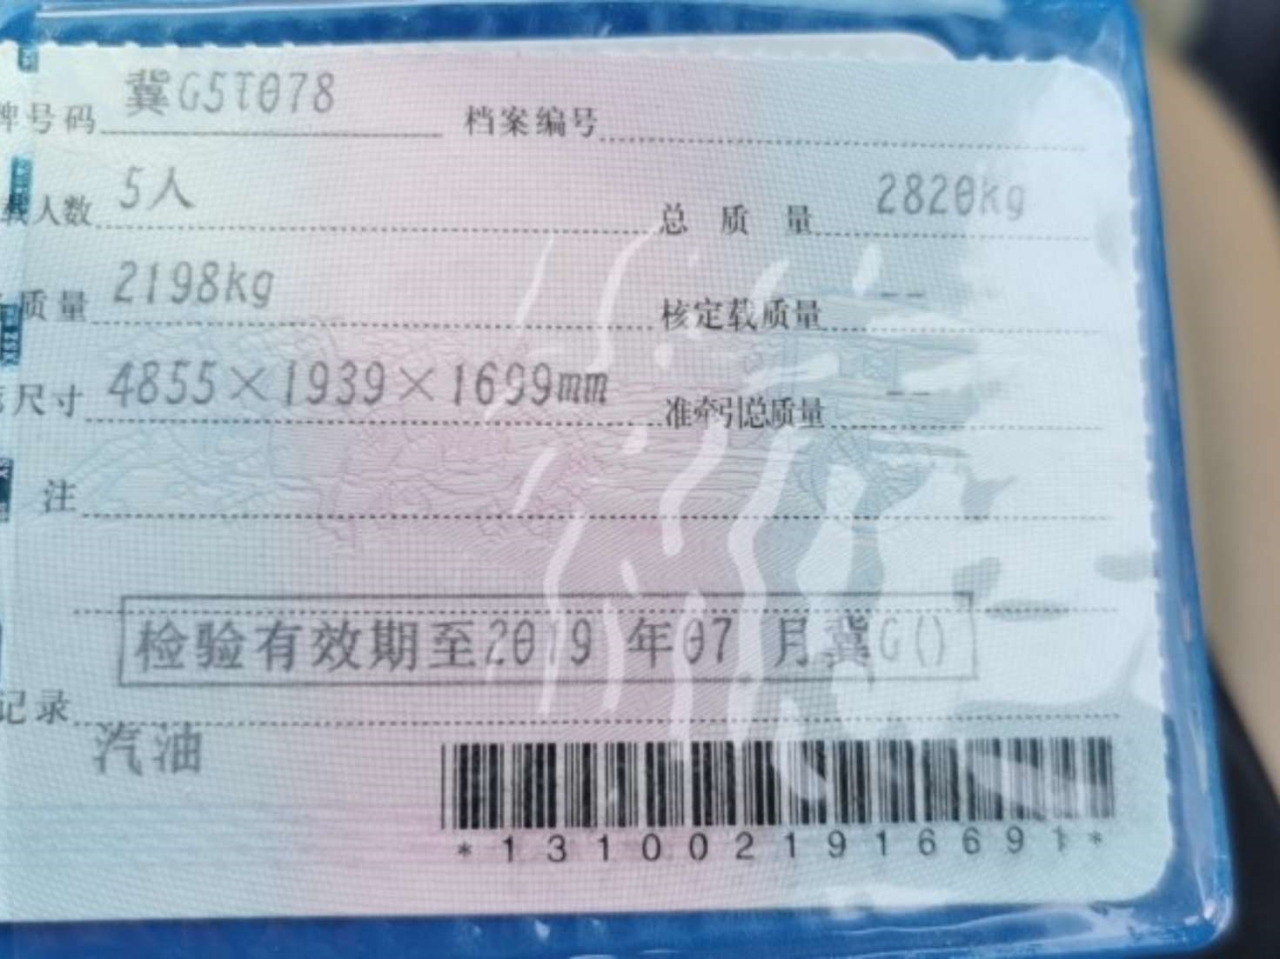 牌号码 冀G5T078 档案编号
载人数 5人 总质量 2820kg
质量 2198kg 核定载质量 --
尺寸 4855×1939×1699mm 准牵引总质量 --
注
检验有效期至2019年07月冀G()
记录
汽油
*131002191669